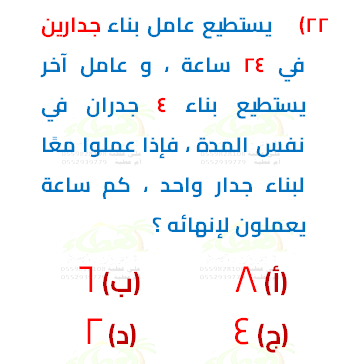 ٢٢) يستطيع عامل بناء جدارين
في ٢٤ ساعة ، و عامل آخر
يستطيع بناء ٤ جدران في
نفس المدة ، فإذا عملوا معًا
لبناء جدار واحد ، كم ساعة
يعملون لإنهائه ؟
(أ) ٨ (ب) ٦
(ج) ٤ (د) ٢